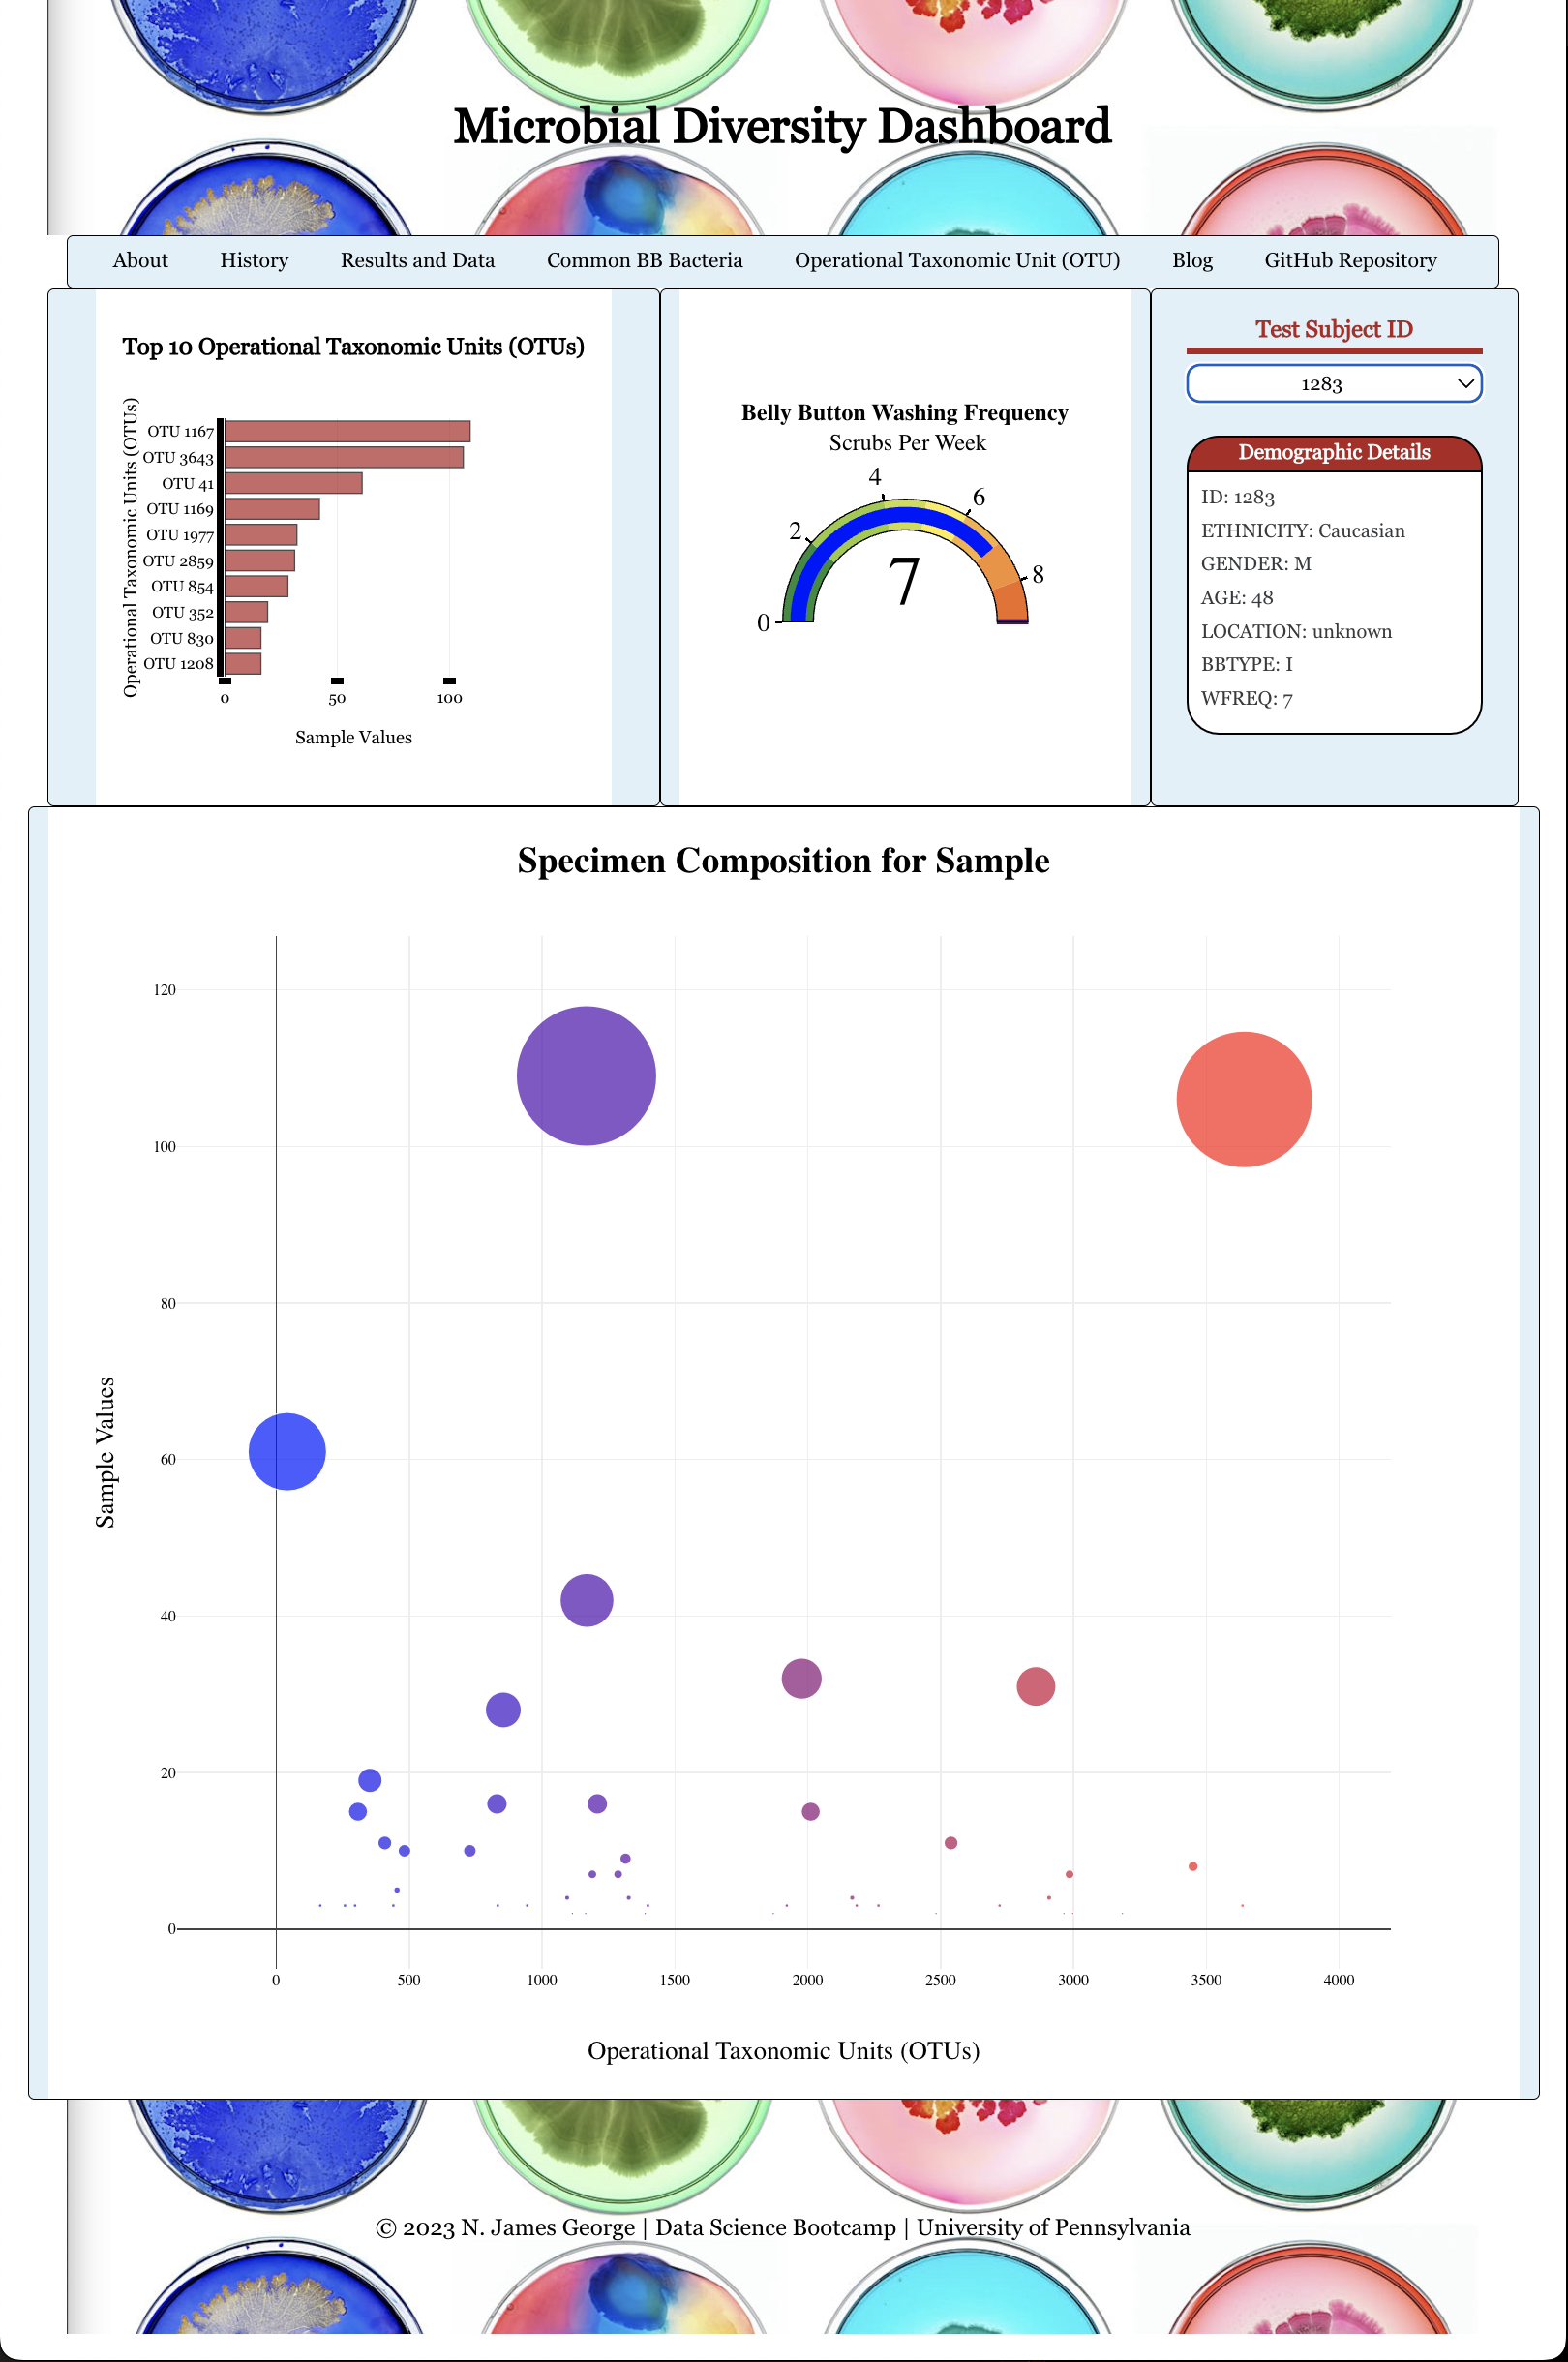 Microbial Diversity Dashboard
About History Results and Data Common BB Bacteria Operational Taxonomic Unit (OTU) Blog GitHub Repository
Top 10 Operational Taxonomic Units (OTUs)
Operational Taxonomic Units (OTUs)
OTU 1167
OTU 3643
OTU 41
OTU 1169
OTU 1977
OTU 2859
OTU 854
OTU 352
OTU 830
OTU 1208
0 50 100
Sample Values
Belly Button Washing Frequency
Scrubs Per Week
0 2 4 6 8
7
Test Subject ID
1283
Demographic Details
ID: 1283
ETHNICITY: Caucasian
GENDER: M
AGE: 48
LOCATION: unknown
BBTYPE: I
WFREQ: 7
Specimen Composition for Sample
Sample Values
120
100
80
60
40
20
0
0 500 1000 1500 2000 2500 3000 3500 4000
Operational Taxonomic Units (OTUs)
© 2023 N. James George | Data Science Bootcamp | University of Pennsylvania